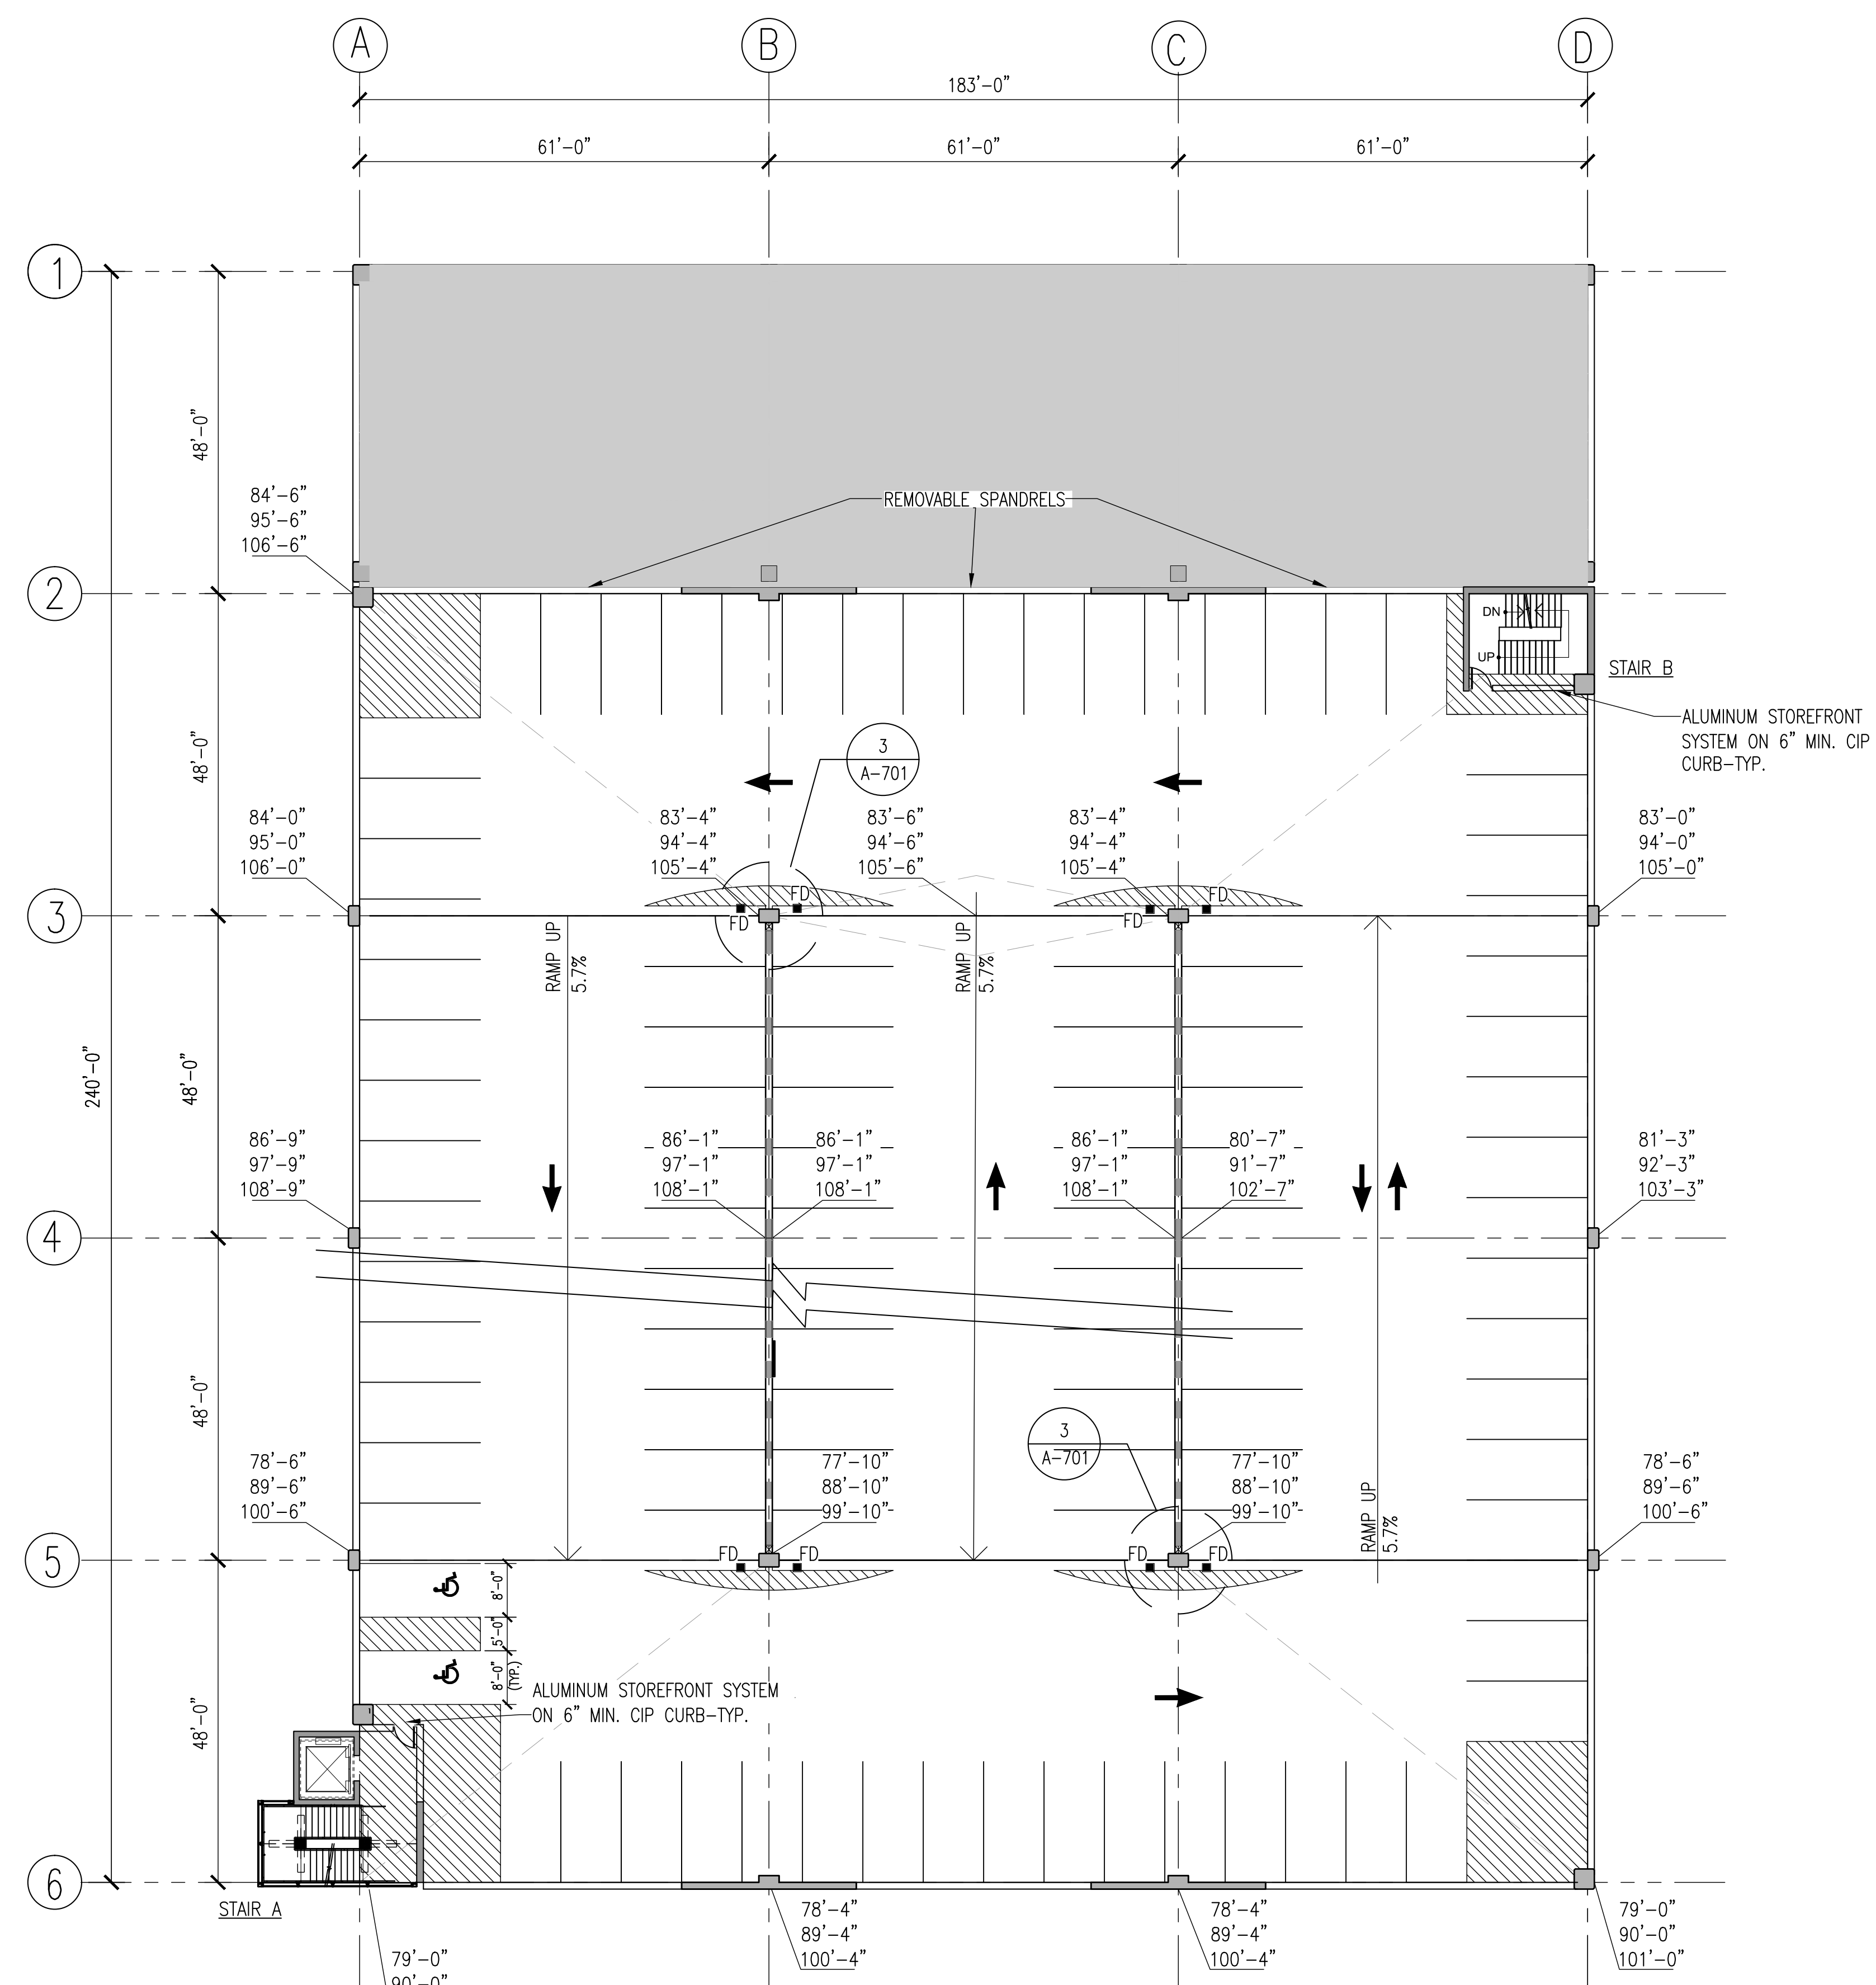 A
B
C
D
183'-0"
61'-0"
61'-0"
61'-0"
1
48'-0"
84'-6"
95'-6"
106'-6"
REMOVABLE SPANDRELS
2
DN
UP
STAIR B
ALUMINUM STOREFRONT
SYSTEM ON 6" MIN. CIP
CURB-TYP.
48'-0"
3
A-701
84'-0"
95'-0"
106'-0"
83'-4"
94'-4"
105'-4"
83'-6"
94'-6"
105'-6"
83'-4"
94'-4"
105'-4"
83'-0"
94'-0"
105'-0"
3
FD
FD
FD
FD
RAMP UP
5.7%
RAMP UP
5.7%
240'-0"
48'-0"
86'-9"
97'-9"
108'-9"
86'-1"
97'-1"
108'-1"
86'-1"
97'-1"
108'-1"
86'-1"
97'-1"
108'-1"
80'-7"
91'-7"
102'-7"
81'-3"
92'-3"
103'-3"
4
48'-0"
3
A-701
78'-6"
89'-6"
100'-6"
77'-10"
88'-10"
99'-10"
77'-10"
88'-10"
99'-10"
78'-6"
89'-6"
100'-6"
RAMP UP
5.7%
5
FD
FD
FD
FD
8'-0"
5'-0"
8'-0"
(TYP.)
48'-0"
ALUMINUM STOREFRONT SYSTEM
ON 6" MIN. CIP CURB-TYP.
6
STAIR A
79'-0"
90'-0"
78'-4"
89'-4"
100'-4"
78'-4"
89'-4"
100'-4"
79'-0"
90'-0"
101'-0"